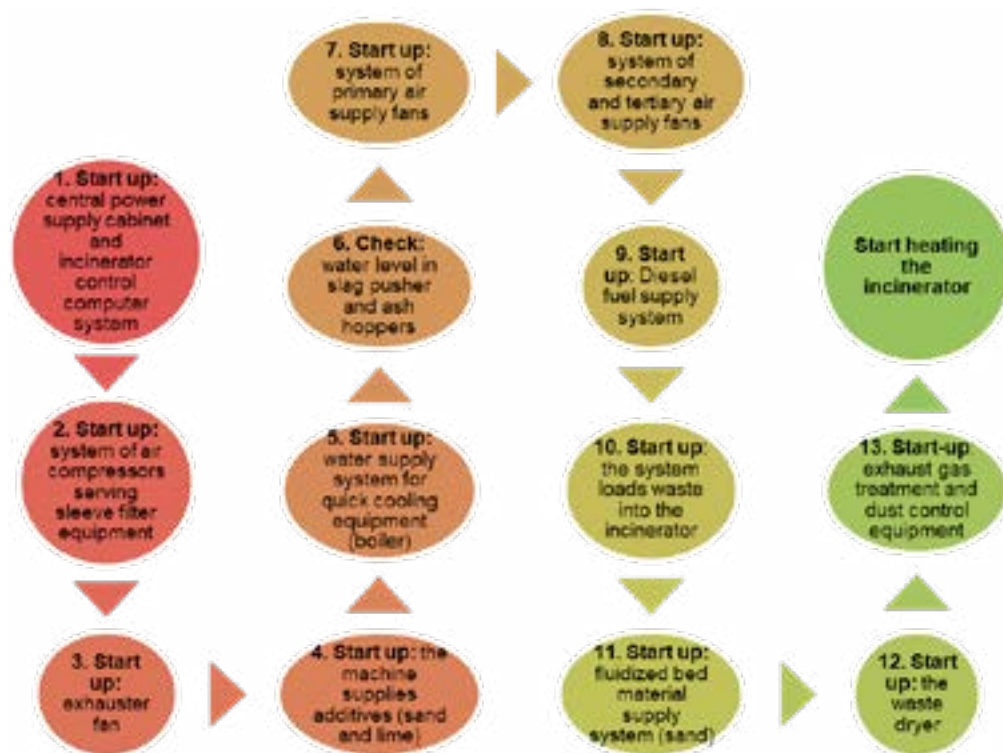 1. Start up:
central power
supply cabinet
and
incinerator
control
computer
system
2. Start up:
system of air
compressors
serving
sleeve filter
equipment
3. Start
up:
exhauster
fan
4. Start up: the
machine
supplies
additives (sand
and lime)
5. Start up:
water supply
system for
quick cooling
equipment
(boiler)
6. Check:
water level in
slag pusher
and ash
hoppers
7. Start up:
system of
primary air
supply fans
8. Start up:
system of
secondary
and tertiary air
supply fans
9. Start
up: Diesel
fuel supply
system
10. Start up:
the system
loads waste
into the
incinerator
11. Start up:
fluidized bed
material
supply
system (sand)
12. Start
up: the
waste
dryer
13. Start-up
exhaust gas
treatment and
dust control
equipment
Start heating
the
incinerator